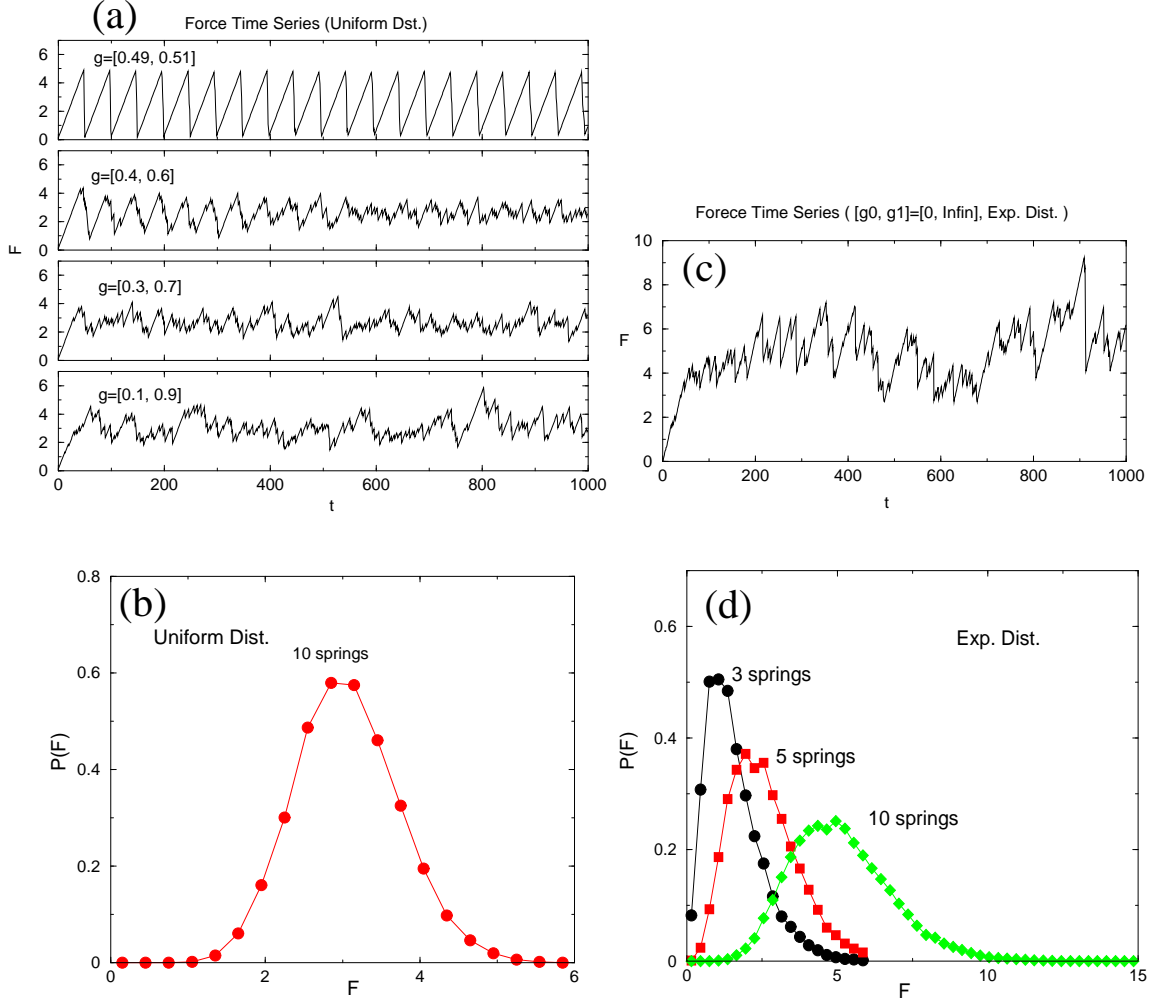 (a)
Force Time Series (Uniform Dst.)
g=[0.49, 0.51]
6
4
2
0
g=[0.4, 0.6]
6
4
2
0
F
g=[0.3, 0.7]
6
4
2
0
g=[0.1, 0.9]
6
4
2
0
0 200 400 600 800 1000
t
Forece Time Series ( [g0, g1]=[0, Infin], Exp. Dist. )
(c)
10
8
6
4
2
0
F
0 200 400 600 800 1000
t
(b)
Uniform Dist.
10 springs
0.8
0.6
0.4
0.2
0
P(F)
0 2 4 6
F
(d)
Exp. Dist.
3 springs
5 springs
10 springs
0.6
0.4
0.2
0
P(F)
0 5 10 15
F